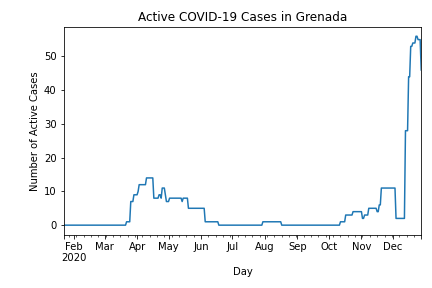 Active COVID-19 Cases in Grenada
Number of Active Cases
50
40
30
20
10
0
Feb Mar Apr May Jun Jul Aug Sep Oct Nov Dec
2020
Day